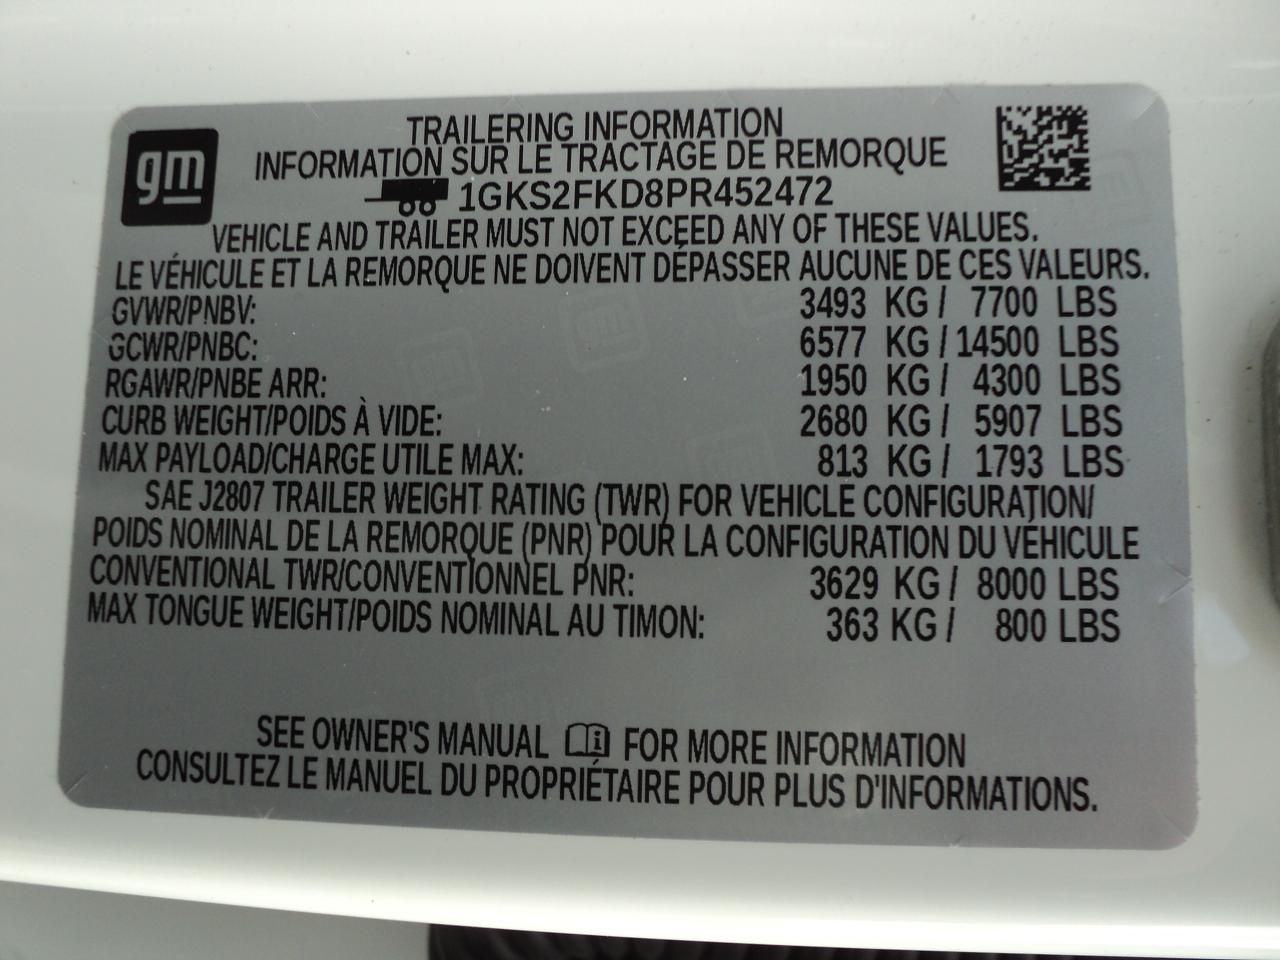 gm
TRAILERING INFORMATION
INFORMATION SUR LE TRACTAGE DE REMORQUE
1GKS2FKD8PR452472
VEHICLE AND TRAILER MUST NOT EXCEED ANY OF THESE VALUES.
LE VÉHICULE ET LA REMORQUE NE DOIVENT DÉPASSER AUCUNE DE CES VALEURS.
GVWR/PNBV: 3493 KG / 7700 LBS
GCWR/PNBC: 6577 KG / 14500 LBS
RGAWR/PNBE ARR: 1950 KG / 4300 LBS
CURB WEIGHT/POIDS À VIDE: 2680 KG / 5907 LBS
MAX PAYLOAD/CHARGE UTILE MAX: 813 KG / 1793 LBS
SAE J2807 TRAILER WEIGHT RATING (TWR) FOR VEHICLE CONFIGURATION/
POIDS NOMINAL DE LA REMORQUE (PNR) POUR LA CONFIGURATION DU VÉHICULE
CONVENTIONAL TWR/CONVENTIONNEL PNR: 3629 KG / 8000 LBS
MAX TONGUE WEIGHT/POIDS NOMINAL AU TIMON: 363 KG / 800 LBS
SEE OWNER'S MANUAL i FOR MORE INFORMATION
CONSULTEZ LE MANUEL DU PROPRIÉTAIRE POUR PLUS D'INFORMATIONS.